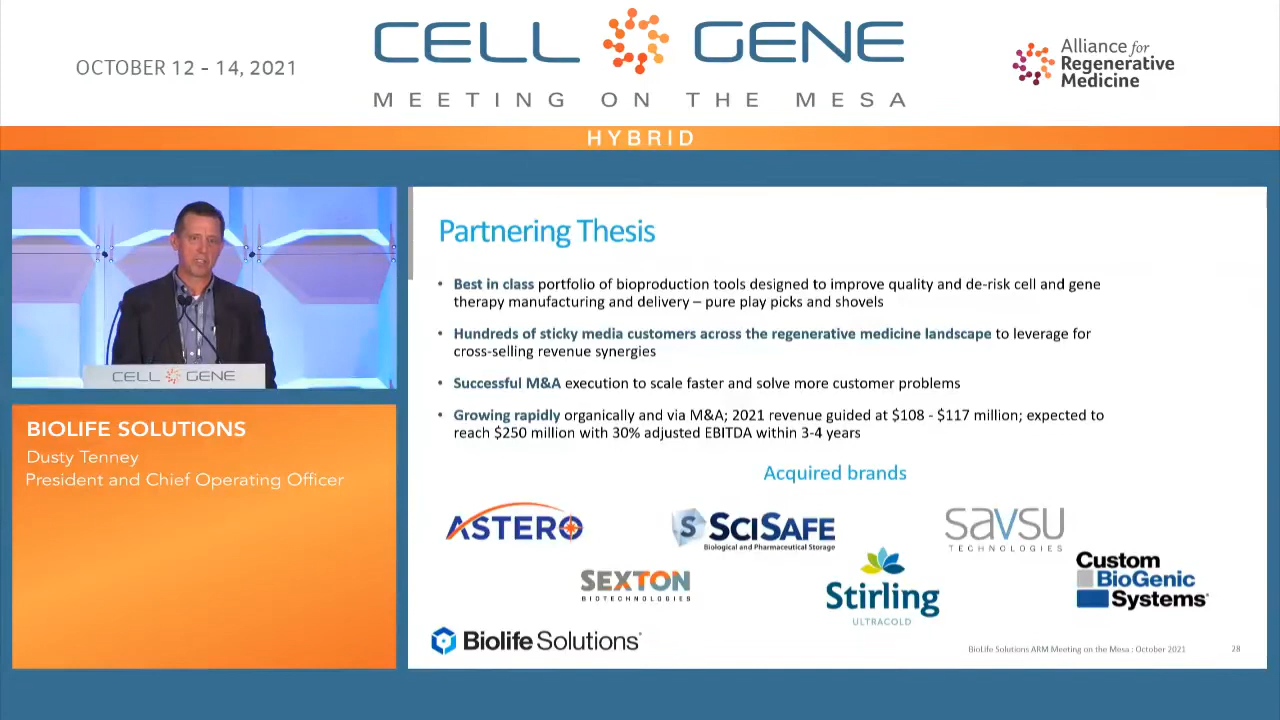 OCTOBER 12 - 14, 2021
CELL GENE
MEETING ON THE MESA
Alliance for
Regenerative
Medicine
HYBRID
CELL GENE
BIOLIFE SOLUTIONS
Dusty Tenney
President and Chief Operating Officer
Partnering Thesis
• Best in class portfolio of bioproduction tools designed to improve quality and de-risk cell and gene
therapy manufacturing and delivery – pure play picks and shovels
• Hundreds of sticky media customers across the regenerative medicine landscape to leverage for
cross-selling revenue synergies
• Successful M&A execution to scale faster and solve more customer problems
• Growing rapidly organically and via M&A; 2021 revenue guided at $108 - $117 million; expected to
reach $250 million with 30% adjusted EBITDA within 3-4 years
Acquired brands
ASTERO
S SCISAFE
Biological and Pharmaceutical Storage
savsu
TECHNOLOGIES
SEXTON
BIOTECHNOLOGIES
Stirling
ULTRACOLD
Custom
BioGenic
Systems®
Biolife Solutions®
BioLife Solutions ARM Meeting on the Mesa : October 2021
28